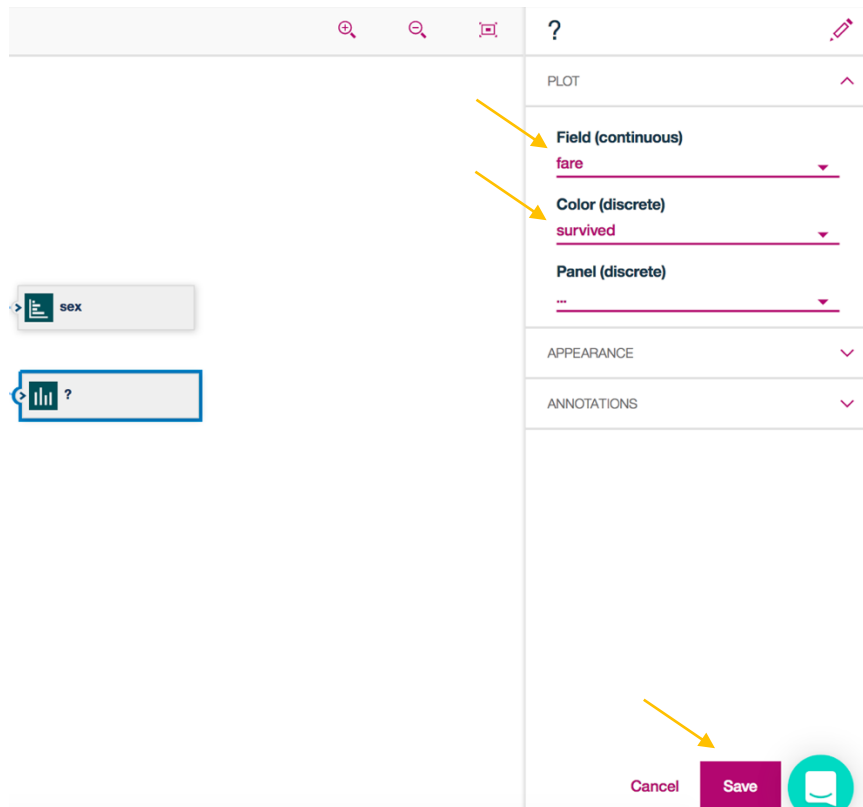 ?
PLOT
Field (continuous)
fare
Color (discrete)
survived
Panel (discrete)
...
sex
?
APPEARANCE
ANNOTATIONS
Cancel
Save